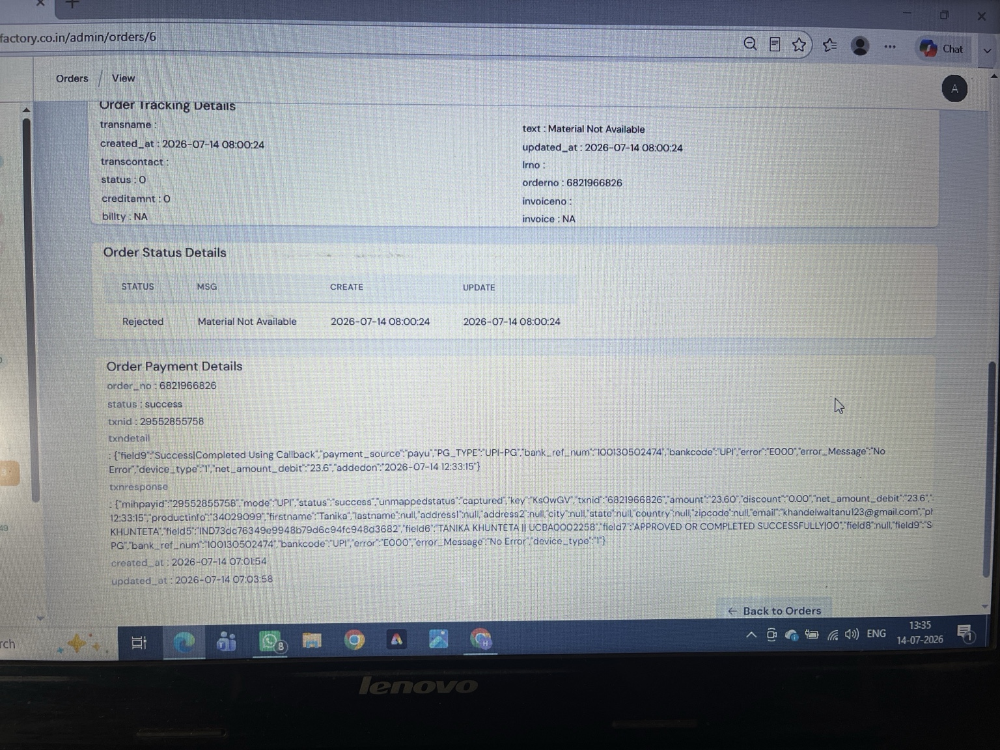 factory.co.in/admin/orders/6
Chat
Orders / View
A
Order Tracking Details
transname :
text : Material Not Available
created_at : 2026-07-14 08:00:24
updated_at : 2026-07-14 08:00:24
transcontact :
lrno :
status : 0
orderno : 6821966826
creditamnt : 0
invoiceno :
billty : NA
invoice : NA
Order Status Details
STATUS MSG CREATE UPDATE
Rejected Material Not Available 2026-07-14 08:00:24 2026-07-14 08:00:24
Order Payment Details
order_no : 6821966826
status : success
txnid : 29552855758
txndetail
: {"field9":"Success|Completed Using Callback","payment_source":"payu","PG_TYPE":"UPI-PG","bank_ref_num":"100130502474","bankcode":"UPI","error":"E000","error_Message":"No
Error","device_type":"1","net_amount_debit":"23.6","addedon":"2026-07-14 12:33:15"}
txnresponse
: {"mihpayid":"29552855758","mode":"UPI","status":"success","unmappedstatus":"captured","key":"KsOwGV","txnid":"6821966826","amount":"23.60","discount":"0.00","net_amount_debit":"23.6",
12:33:15","productinfo":"34029099","firstname":"Tanika","lastname":null,"address1":null,"address2":null,"city":null,"state":null,"country":null,"zipcode":null,"email":"khandelwaltanu123@gmail.com","pl
KHUNTETA","field5":"IND73dc76349e9948b79d6c94fc948d3682","field6":"TANIKA KHUNTETA || UCBA0002258","field7":"APPROVED OR COMPLETED SUCCESSFULLY|00","field8":null,"field9":"S
PG","bank_ref_num":"100130502474","bankcode":"UPI","error":"E000","error_Message":"No Error","device_type":"1"}
created_at : 2026-07-14 07:01:54
updated_at : 2026-07-14 07:03:58
← Back to Orders
rch
8
ENG
13:35
14-07-2026
1
lenovo